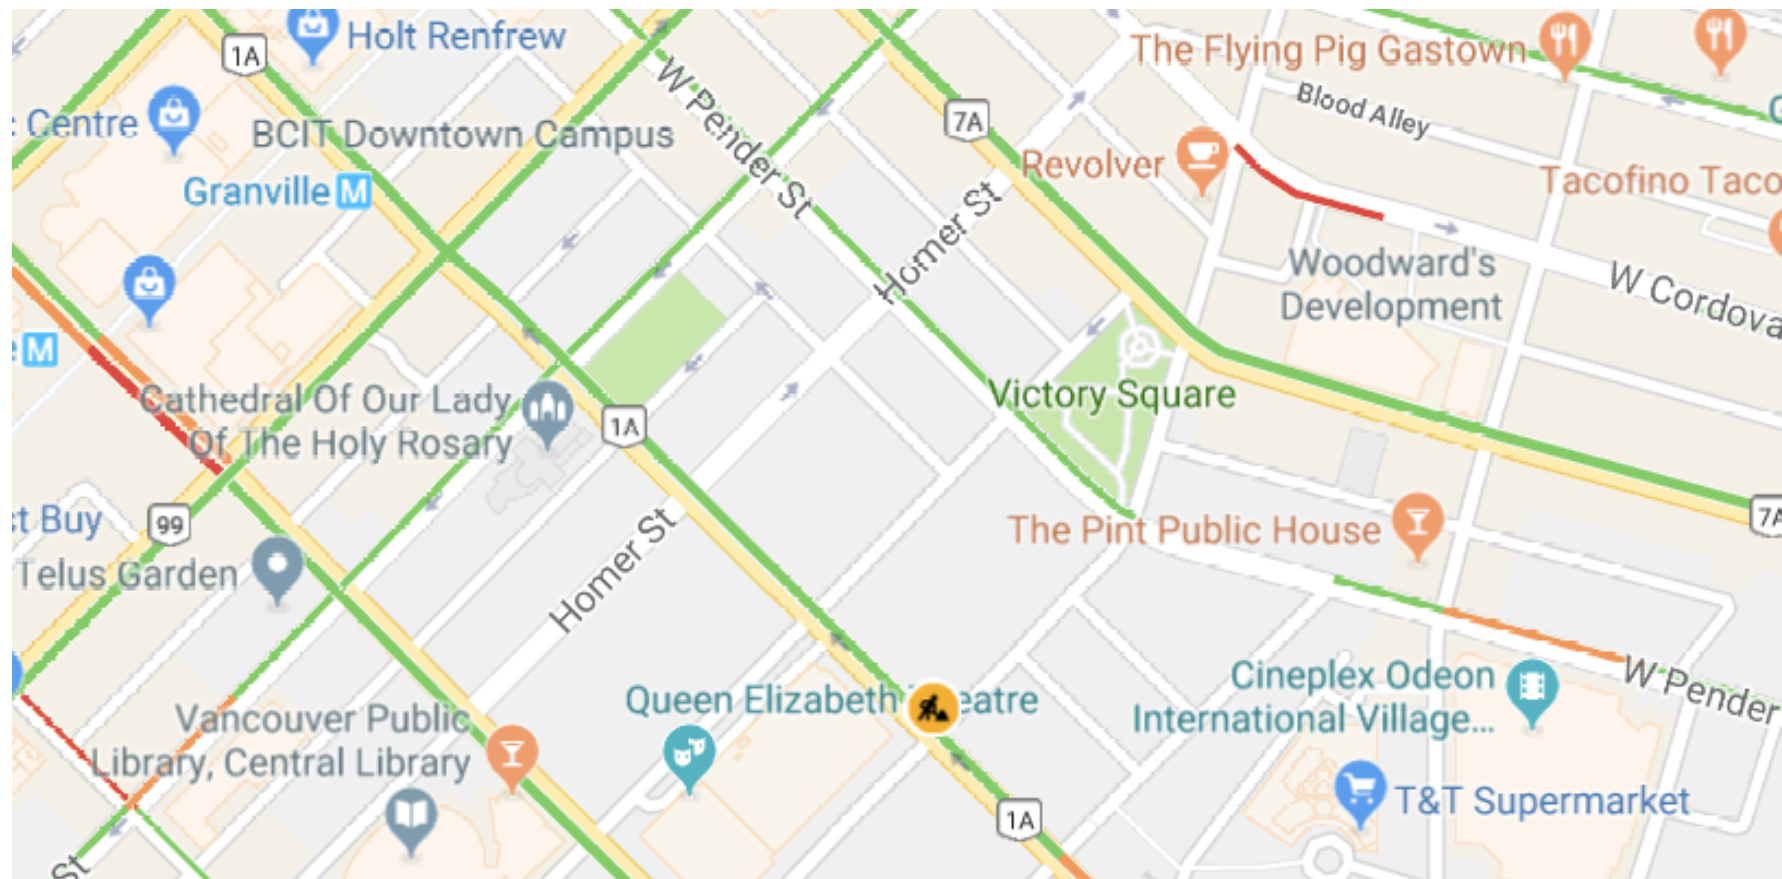 1A
Holt Renfrew
The Flying Pig Gastown
W Pender St
Blood Alley
Centre
BCIT Downtown Campus
7A
Revolver
Granville M
Tacofino Taco
Homer St
Woodward's
Development
W Cordova
M
Cathedral Of Our Lady
Of The Holy Rosary
1A
Victory Square
99
t Buy
Telus Garden
Homer St
The Pint Public House
7A
Queen Elizabeth eatre
Cineplex Odeon
International Village...
W Pender
Vancouver Public
Library, Central Library
T&T Supermarket
1A
St